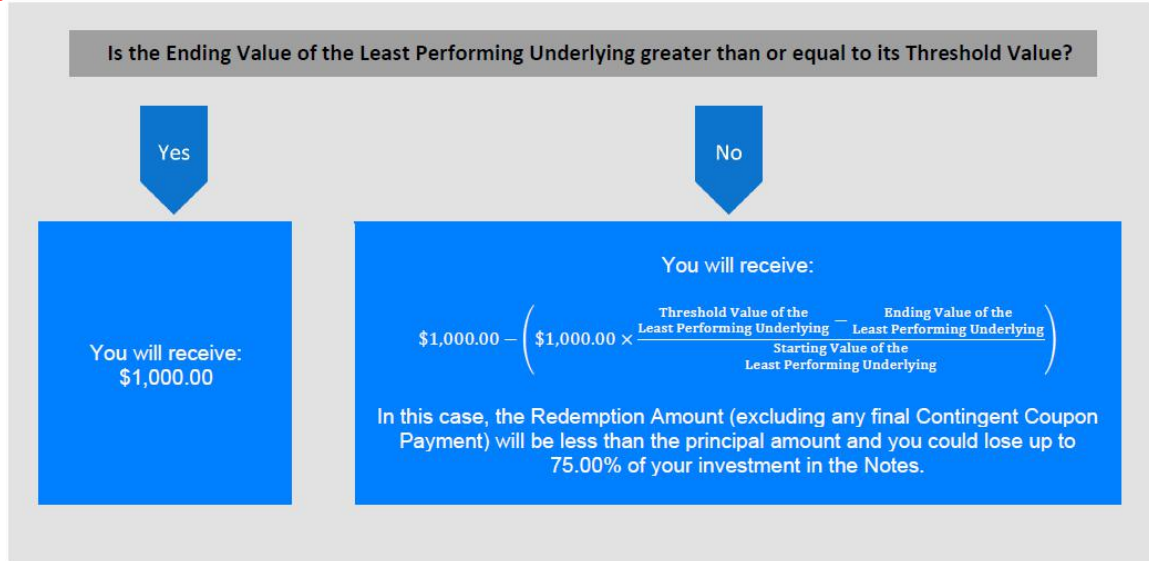 Is the Ending Value of the Least Performing Underlying greater than or equal to its Threshold Value?
Yes
No
You will receive:
$1,000.00
You will receive:
$1,000.00 − ($1,000.00 × (Threshold Value of the Least Performing Underlying − Ending Value of the Least Performing Underlying) / Starting Value of the Least Performing Underlying)
In this case, the Redemption Amount (excluding any final Contingent Coupon
Payment) will be less than the principal amount and you could lose up to
75.00% of your investment in the Notes.